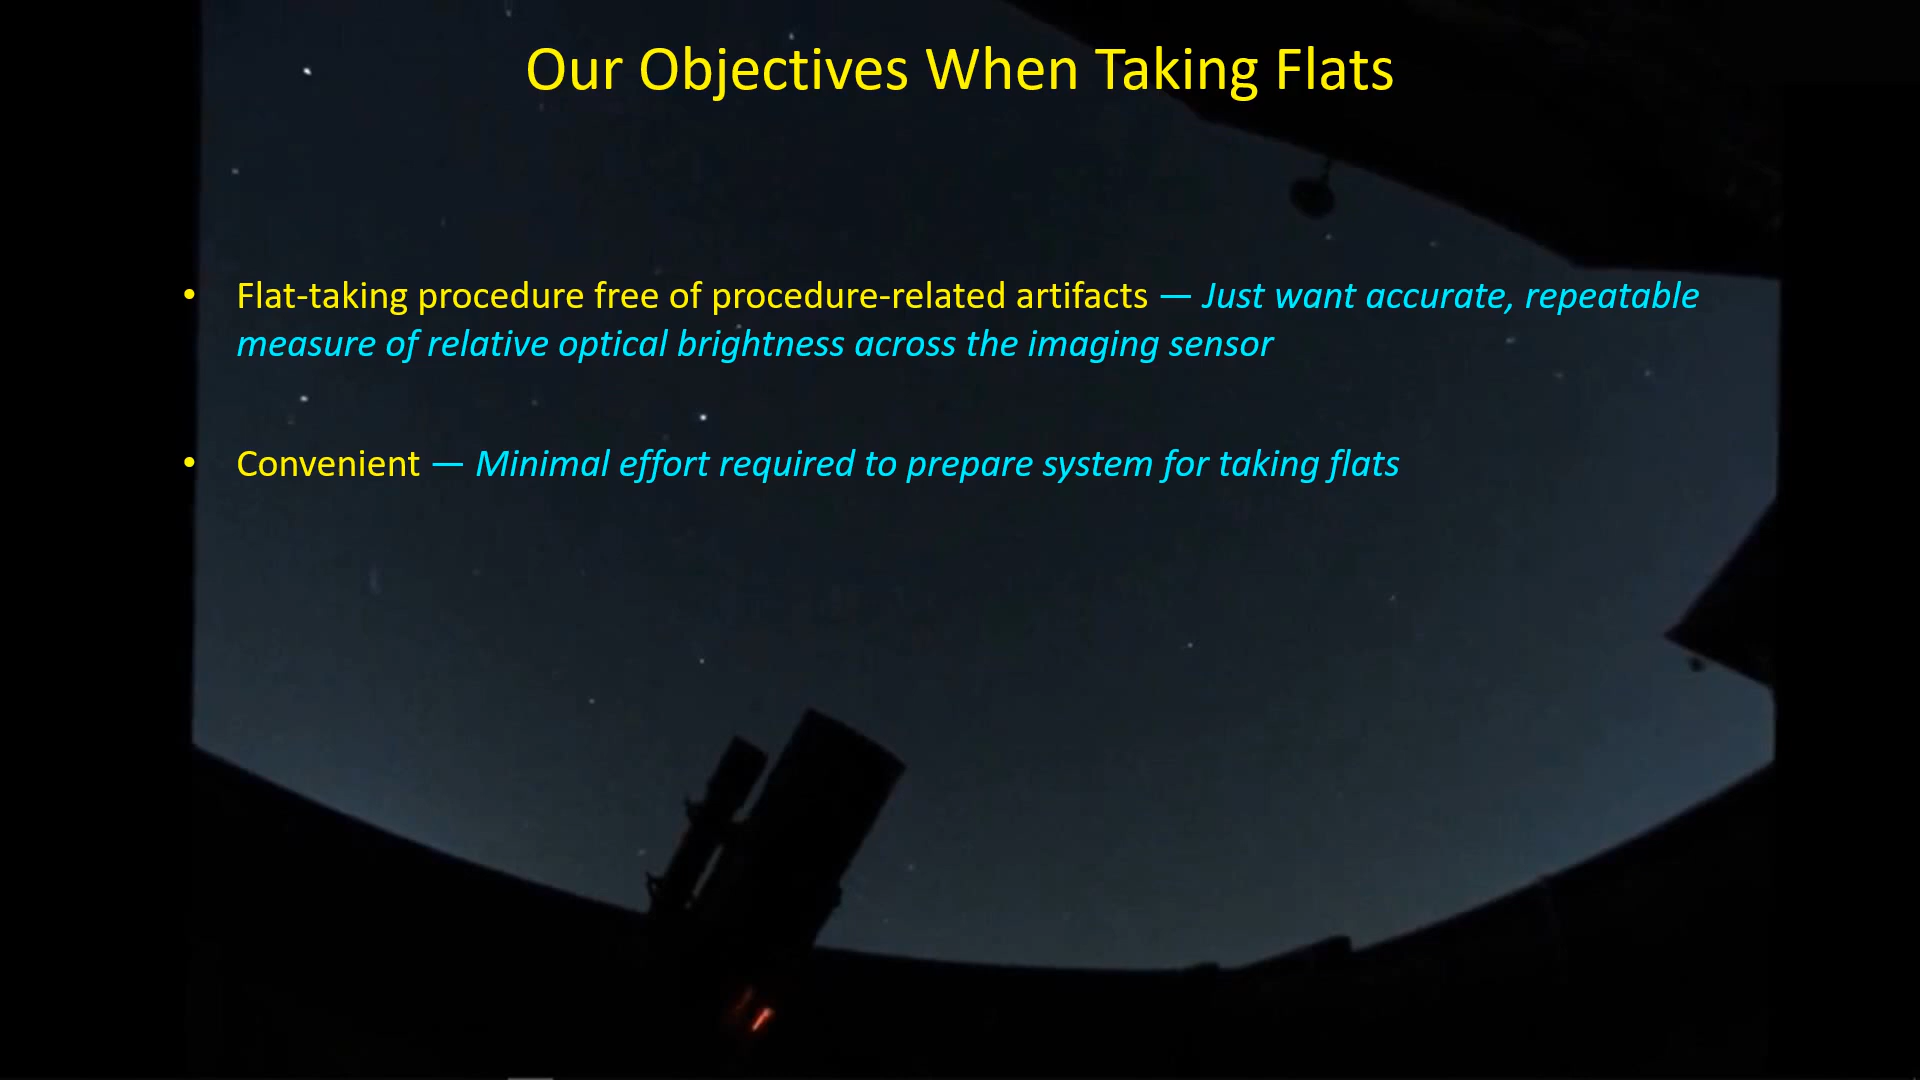 Our Objectives When Taking Flats
• Flat-taking procedure free of procedure-related artifacts — Just want accurate, repeatable
measure of relative optical brightness across the imaging sensor
• Convenient — Minimal effort required to prepare system for taking flats